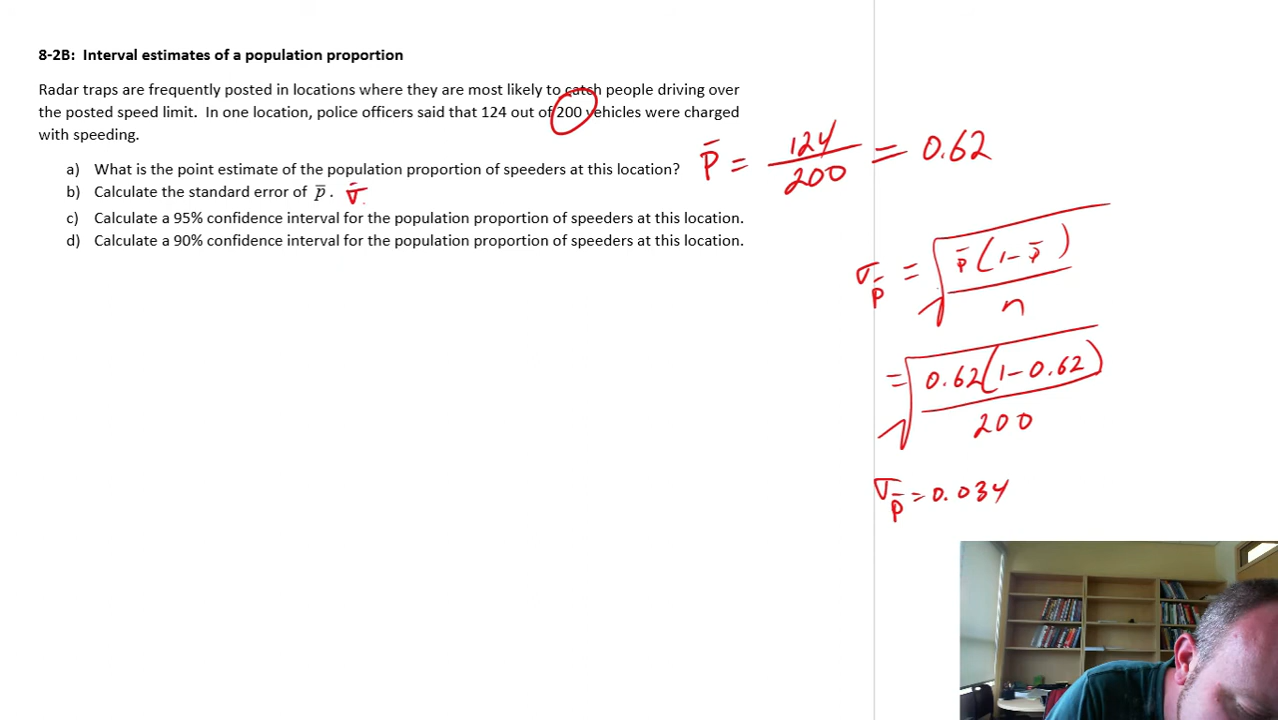 8-2B: Interval estimates of a population proportion
Radar traps are frequently posted in locations where they are most likely to catch people driving over
the posted speed limit. In one location, police officers said that 124 out of 200 vehicles were charged
with speeding.
a) What is the point estimate of the population proportion of speeders at this location?
p̄ = 124/200 = 0.62
b) Calculate the standard error of p̄. σ̄
c) Calculate a 95% confidence interval for the population proportion of speeders at this location.
d) Calculate a 90% confidence interval for the population proportion of speeders at this location.
σp̄ = √(p̄(1-p̄)/n)
= √(0.62(1-0.62)/200)
σp̄ = 0.034